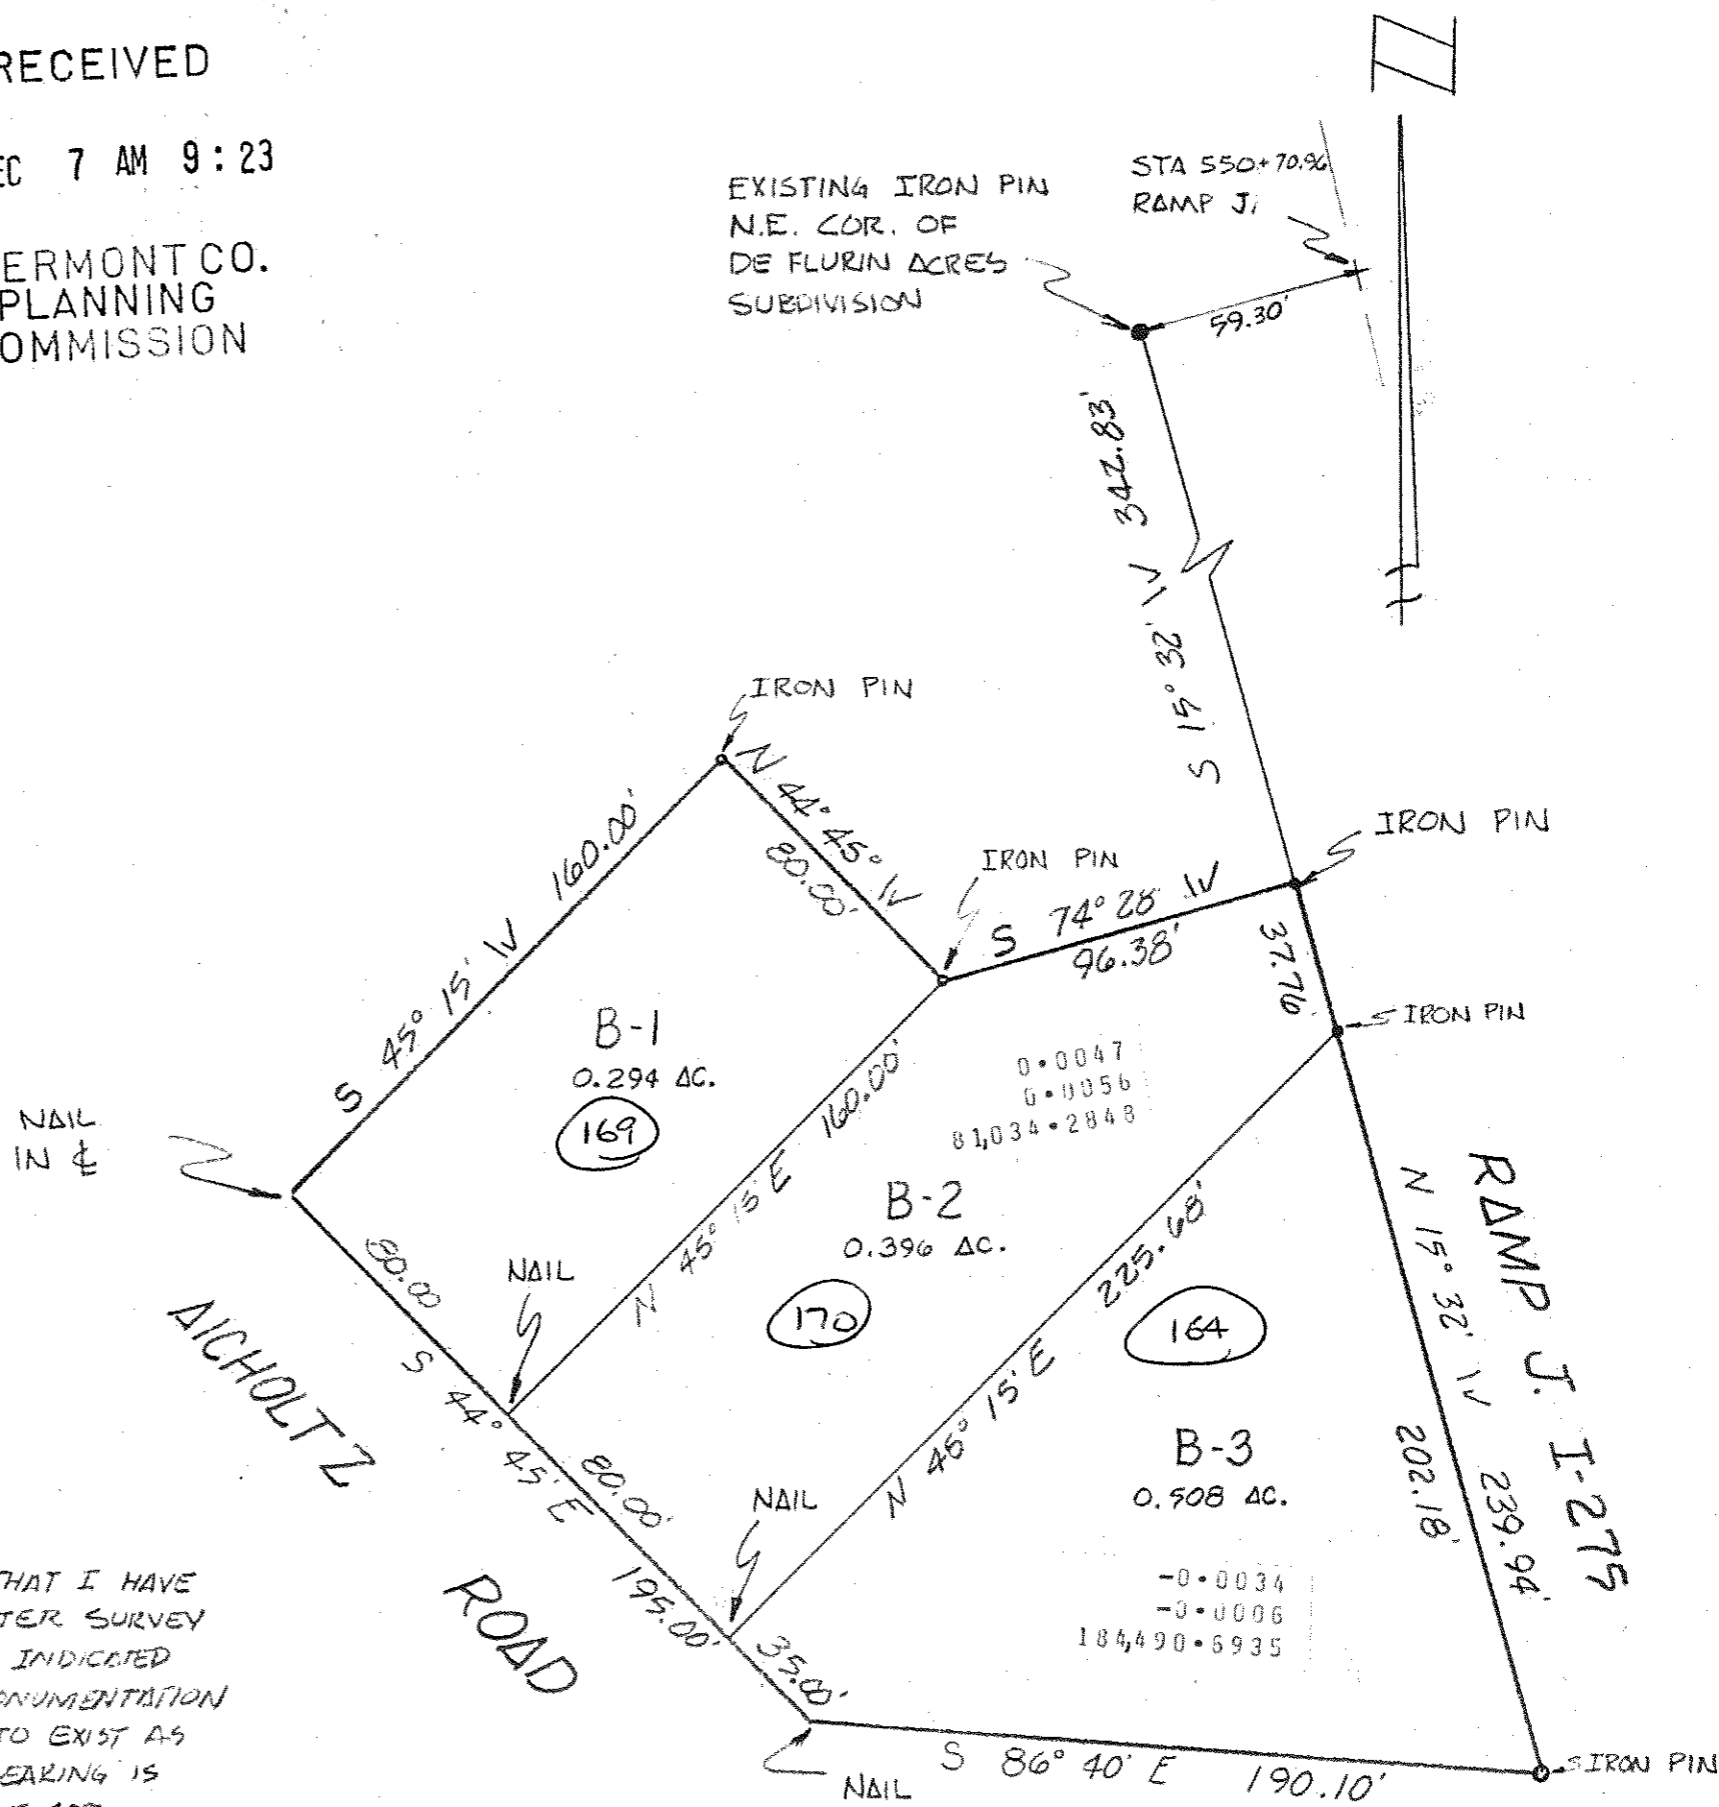 RECEIVED
EC 7 AM 9:23
ERMONT CO.
PLANNING
OMMISSION
EXISTING IRON PIN
N.E. COR. OF
DE FLURIN ACRES
SUBDIVISION
STA 550+70.96
RAMP J,
59.30'
S 15° 32' W 342.83'
IRON PIN
N 44° 45' W
80.00'
S 45° 15' W 160.00'
IRON PIN
S 74° 28' W
96.38'
IRON PIN
37.76
IRON PIN
B-1
0.294 AC.
169
NAIL
IN ℄
N 45° 15' E 160.00'
0.0047
0.0056
81,034.2848
B-2
0.396 AC.
170
N 45° 15' E 225.68'
164
B-3
0.508 AC.
-0.0034
-0.0006
184,490.6935
N 15° 32' W 239.94'
202.18'
RAMP J. I-275
80.00
NAIL
S 44° 45' E 195.00'
80.00'
NAIL
35.00'
AICHOLTZ
ROAD
S 86° 40' E 190.10'
NAIL
IRON PIN
HAT I HAVE
TER SURVEY
INDICATED
ONUMENTATION
TO EXIST AS
EARING IS